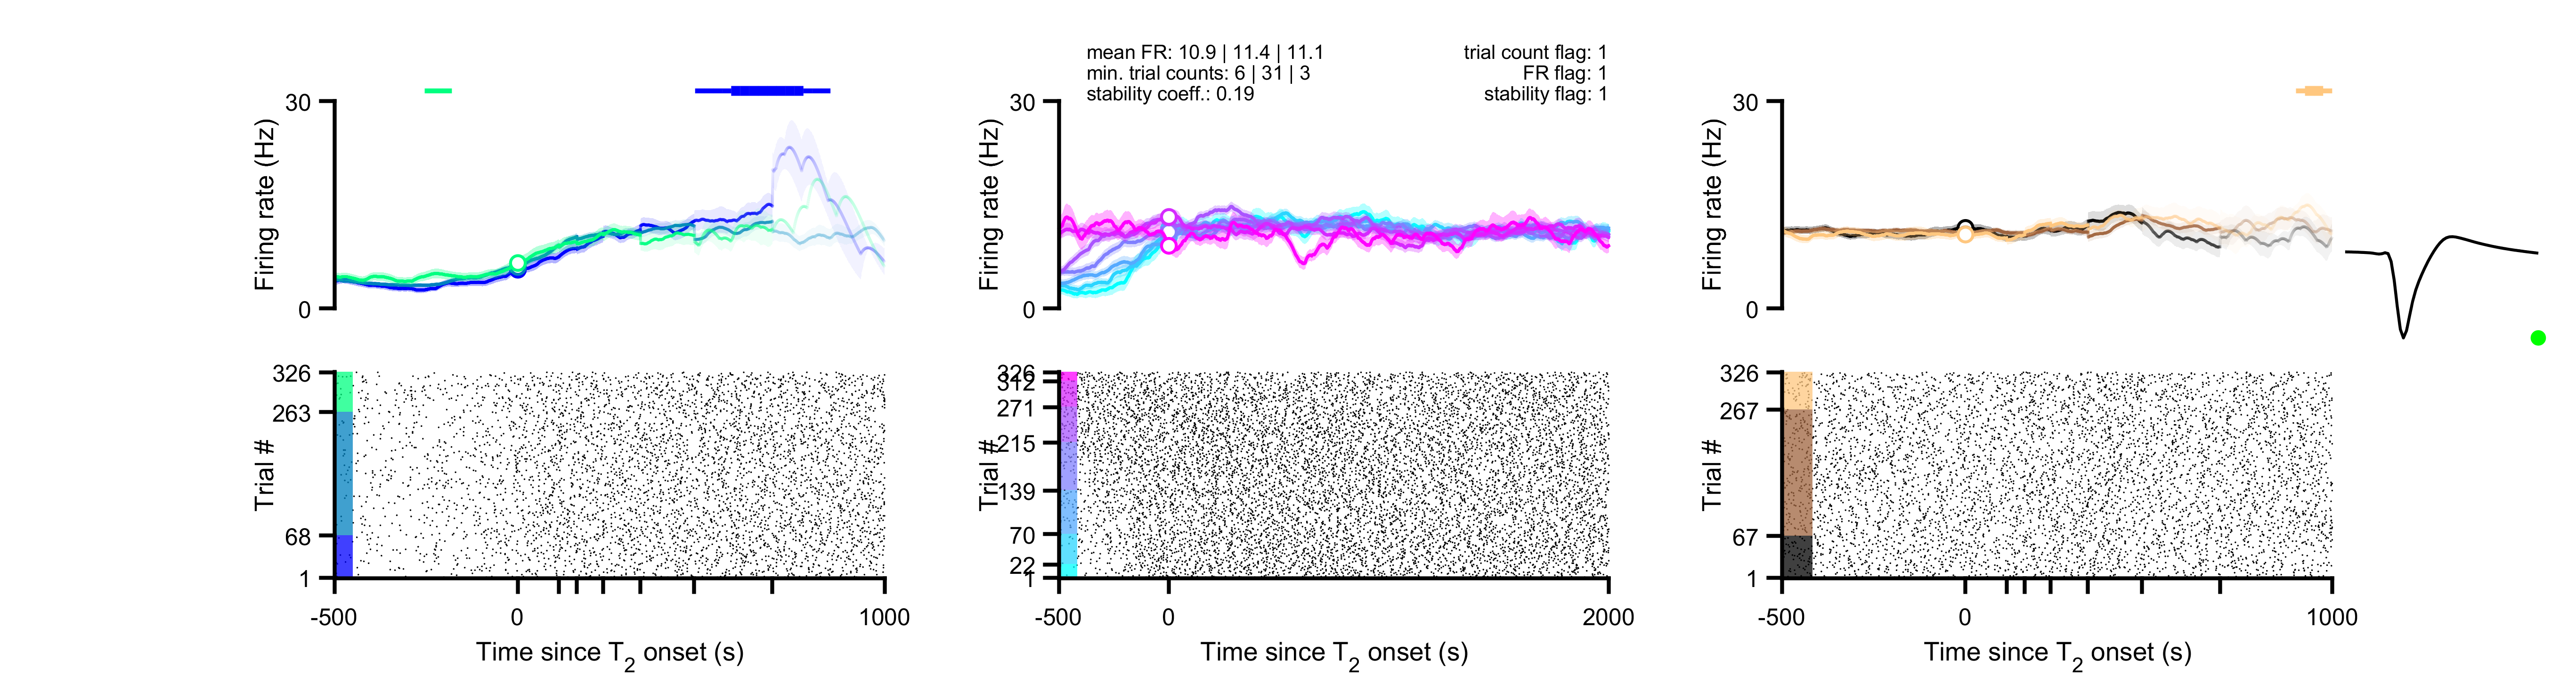 mean FR: 10.9 | 11.4 | 11.1
min. trial counts: 6 | 31 | 3
stability coeff.: 0.19
trial count flag: 1
FR flag: 1
stability flag: 1
30
Firing rate (Hz)
0
30
Firing rate (Hz)
0
30
Firing rate (Hz)
0
326
263
Trial #
68
1
-500
0
1000
Time since T2 onset (s)
326
312
271
215
Trial #
139
70
22
1
-500
0
2000
Time since T2 onset (s)
326
267
Trial #
67
1
-500
0
1000
Time since T2 onset (s)